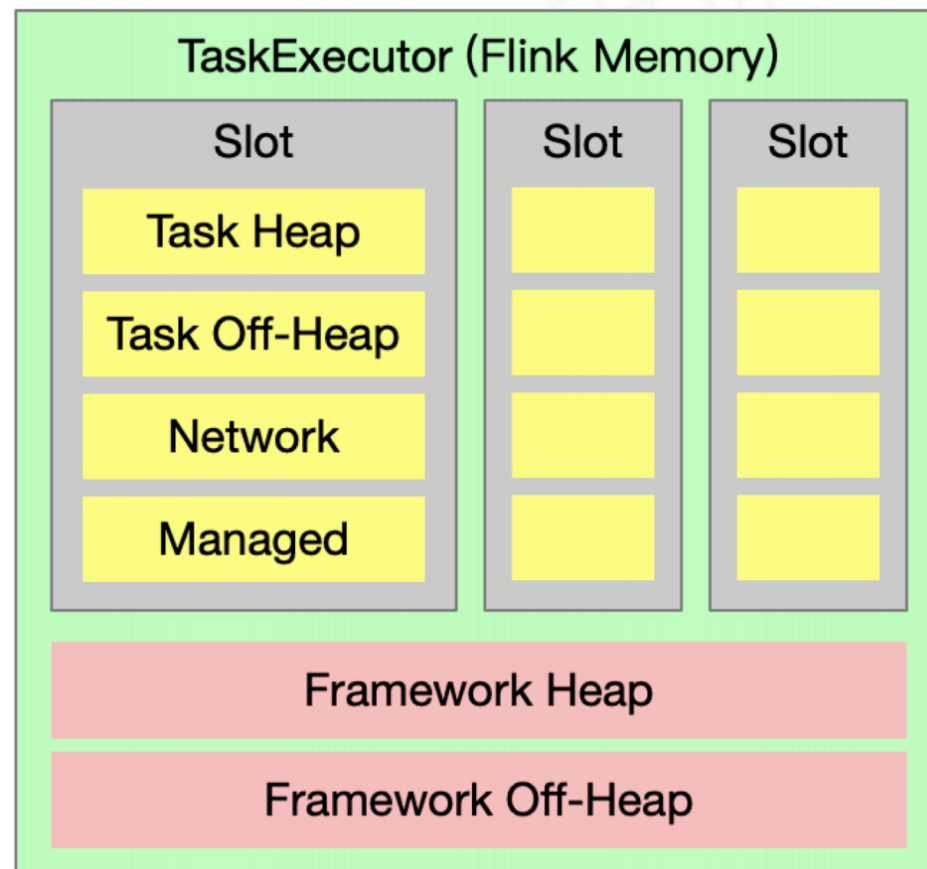 TaskExecutor (Flink Memory)
Slot
Task Heap
Task Off-Heap
Network
Managed
Slot
Slot
Framework Heap
Framework Off-Heap